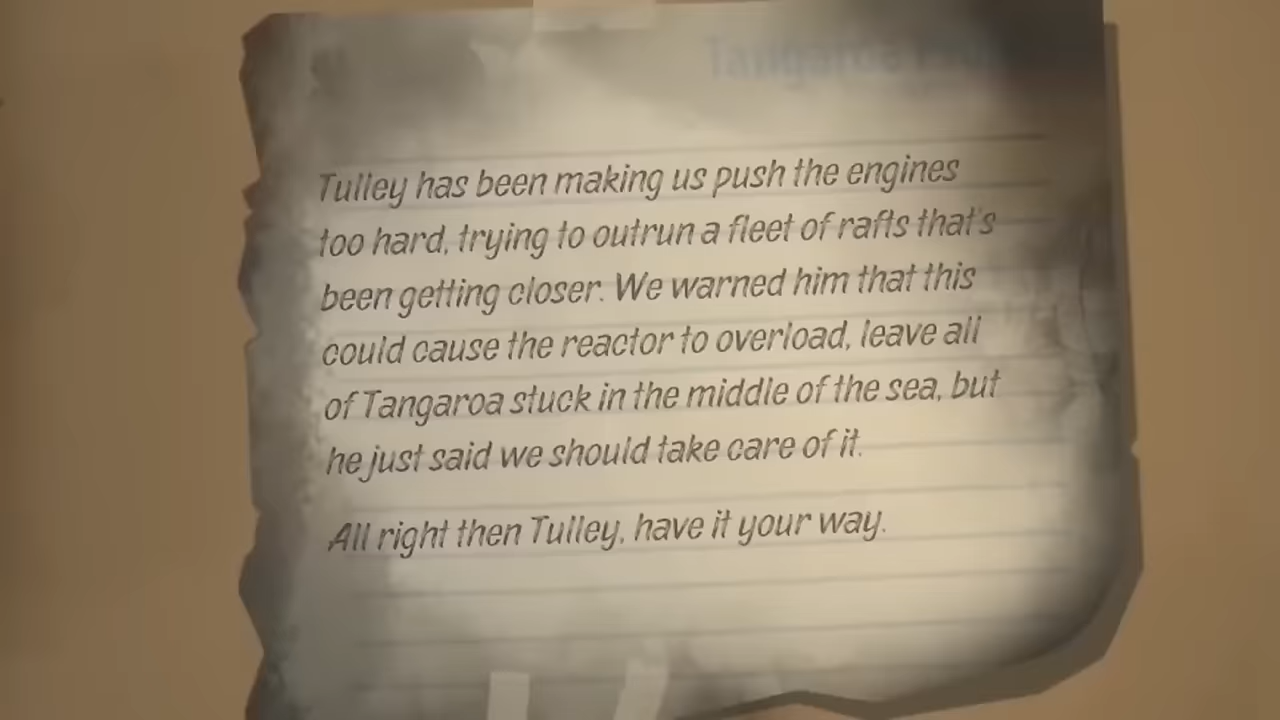 Tangaroa
Tulley has been making us push the engines
too hard, trying to outrun a fleet of rafts that's
been getting closer. We warned him that this
could cause the reactor to overload, leave all
of Tangaroa stuck in the middle of the sea, but
he just said we should take care of it.
All right then Tulley, have it your way.